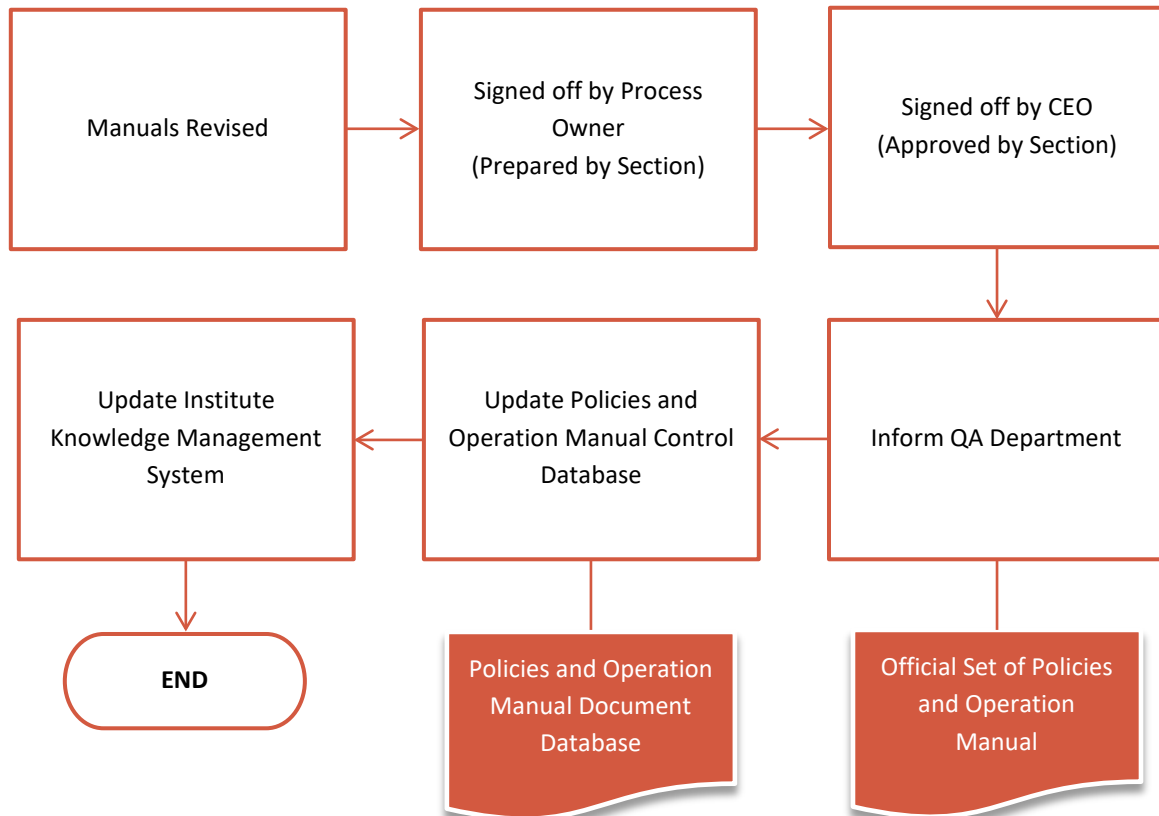 Manuals Revised
Signed off by Process
Owner
(Prepared by Section)
Signed off by CEO
(Approved by Section)
Inform QA Department
Update Policies and
Operation Manual Control
Database
Update Institute
Knowledge Management
System
END
Policies and Operation
Manual Document
Database
Official Set of Policies
and Operation
Manual